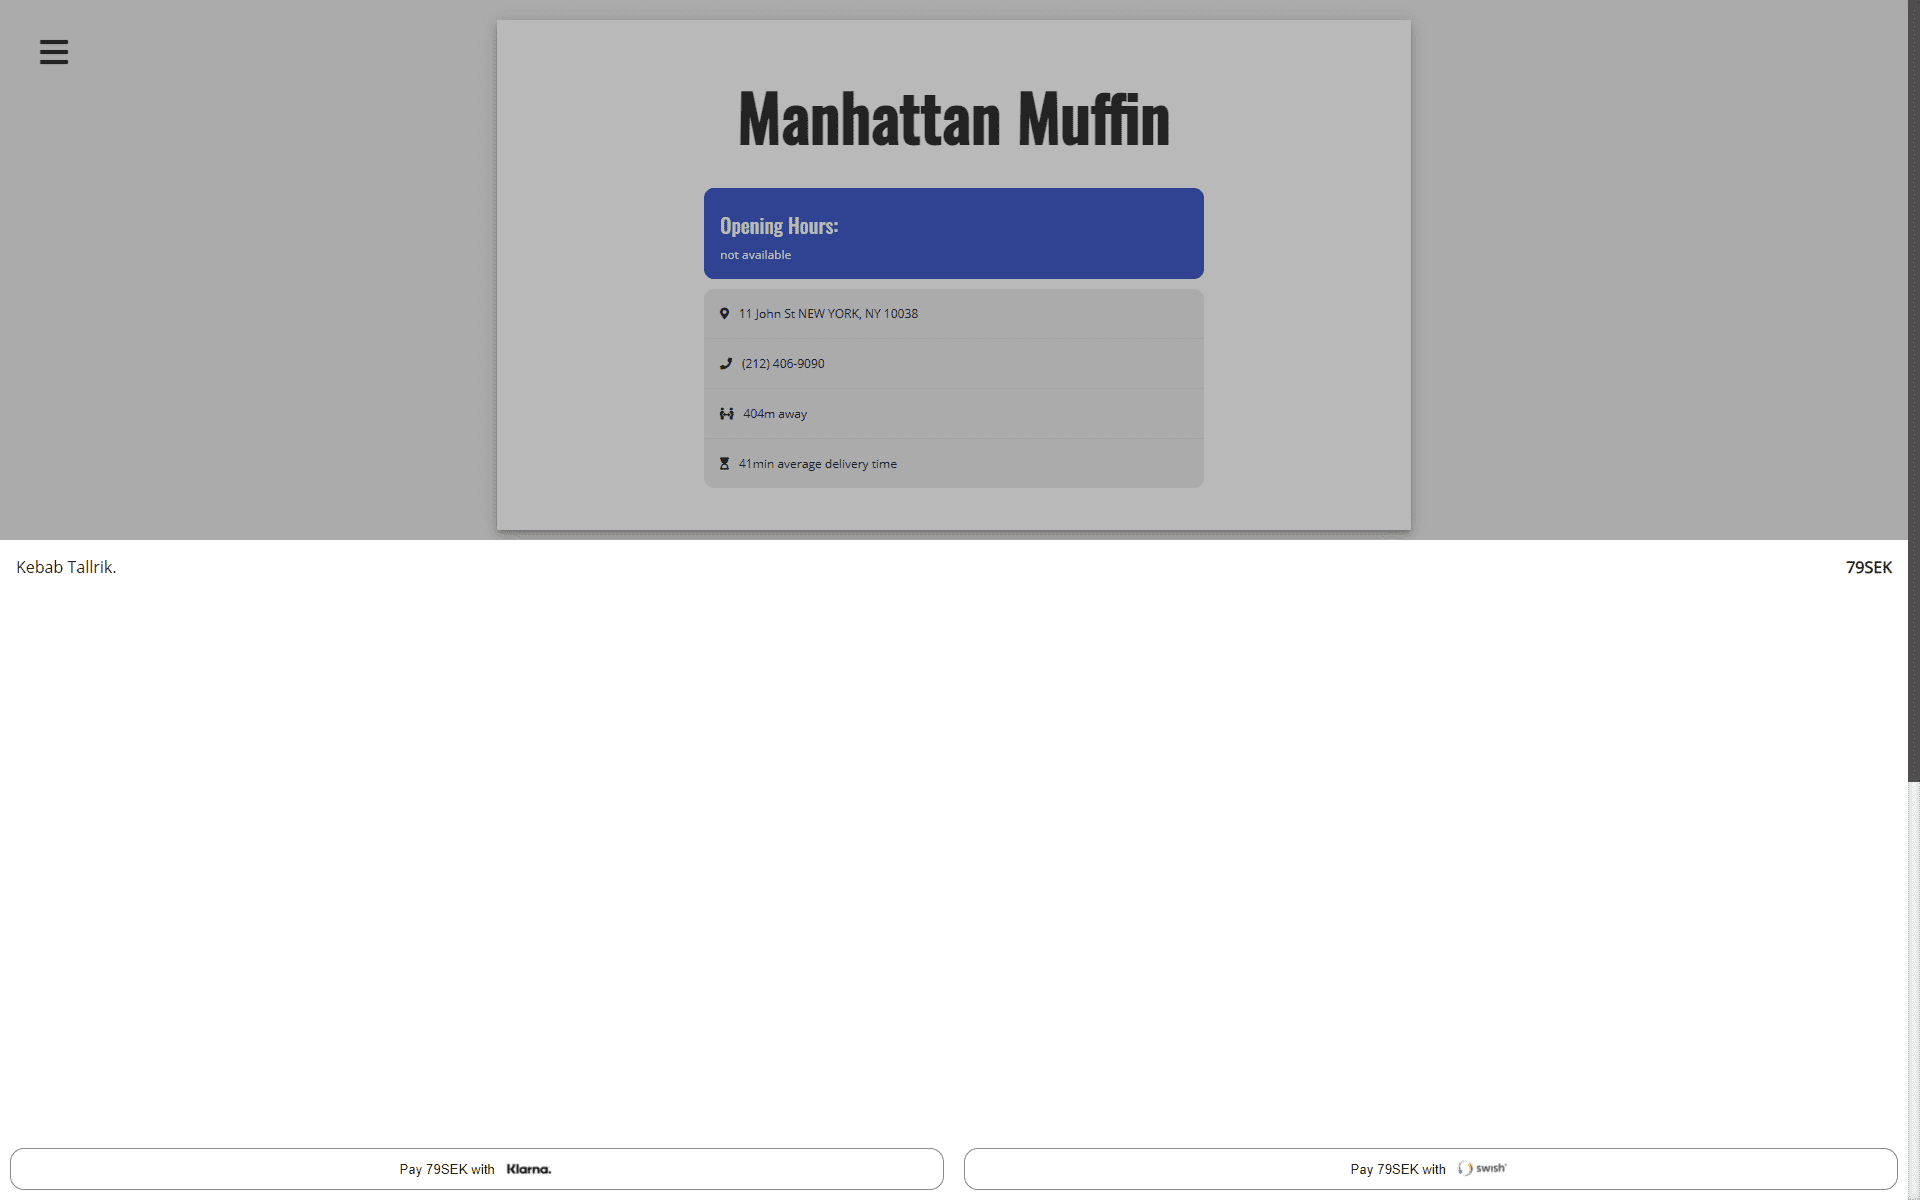 Manhattan Muffin
Opening Hours:
not available
11 John St NEW YORK, NY 10038
(212) 406-9090
404m away
41min average delivery time
Kebab Tallrik.
79SEK
Pay 79SEK with Klarna.
Pay 79SEK with swish